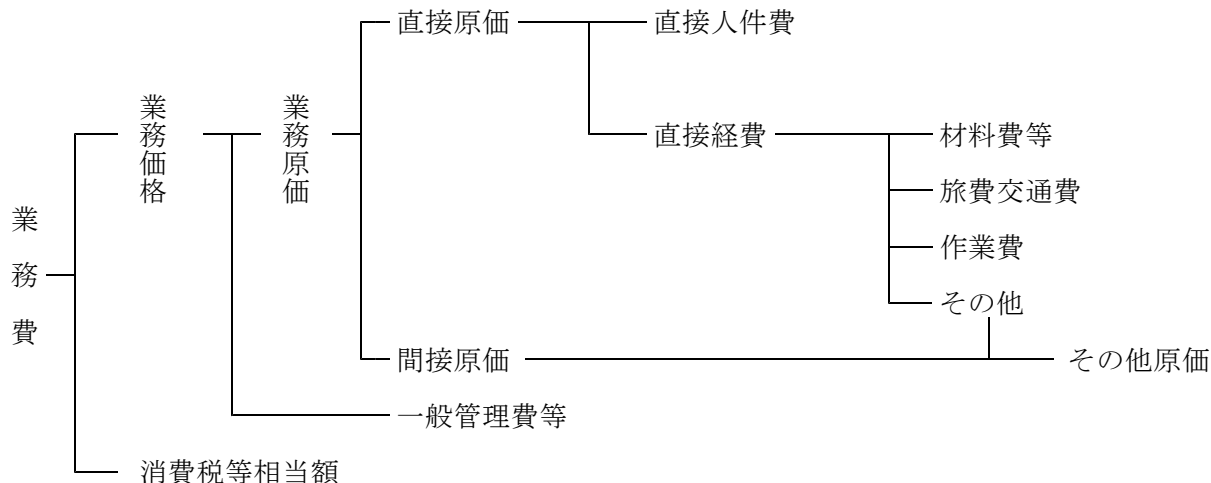 業務費
業務価格
業務原価
直接原価
直接人件費
直接経費
材料費等
旅費交通費
作業費
その他
間接原価
その他原価
一般管理費等
消費税等相当額